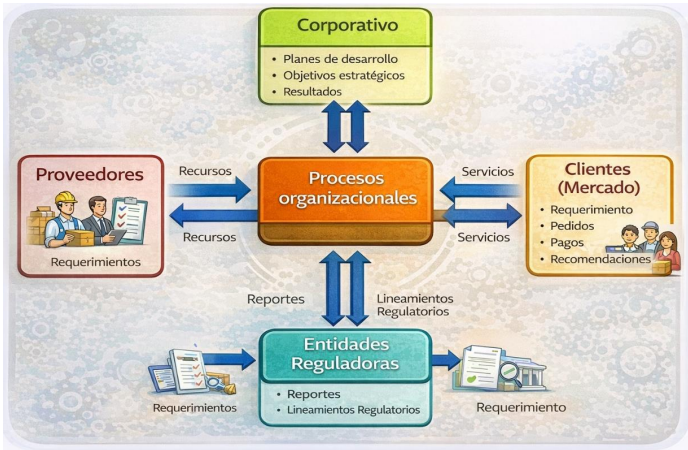 Corporativo
• Planes de desarrollo
• Objetivos estratégicos
• Resultados
Proveedores
Requerimientos
Recursos
Recursos
Procesos
organizacionales
Servicios
Servicios
Clientes
(Mercado)
• Requerimiento
• Pedidos
• Pagos
• Recomendaciones
Reportes
Lineamientos
Regulatorios
Requerimientos
Entidades
Reguladoras
• Reportes
• Lineamientos Regulatorios
Requerimiento